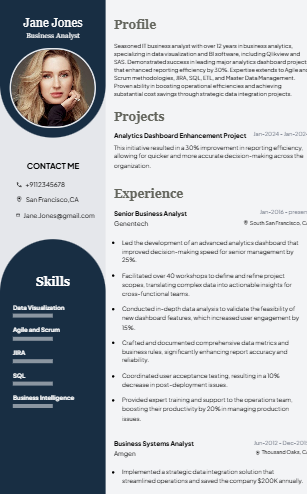 Jane Jones
Business Analyst
CONTACT ME
+9112345678
San Francisco,CA
Jane.Jones@gmail.com
Skills
Data Visualization
Agile and Scrum
JIRA
SQL
Business Intelligence
Profile
Seasoned IT business analyst with over 12 years in business analytics,
specializing in data visualization and BI software, including Qlikview and
SAS. Demonstrated success in leading major analytics dashboard project
that enhanced reporting efficiency by 30%. Expertise extends to Agile and
Scrum methodologies, JIRA, SQL, ETL, and Master Data Management.
Proven ability in boosting operational efficiencies and achieving
substantial cost savings through strategic data integration projects.
Projects
Analytics Dashboard Enhancement Project Jan-2024 - Jan-202
This initiative resulted in a 30% improvement in reporting efficiency,
allowing for quicker and more accurate decision-making across the
organization.
Experience
Senior Business Analyst Jan-2016 - present
Genentech South San Francisco, CA
Led the development of an advanced analytics dashboard that
improved decision-making speed for senior management by
25%.
Facilitated over 40 workshops to define and refine project
scopes, translating complex data into actionable insights for
cross-functional teams.
Conducted in-depth data analysis to validate the feasibility of
new dashboard features, which increased user engagement by
15%.
Crafted and documented comprehensive data metrics and
business rules, significantly enhancing report accuracy and
reliability.
Coordinated user acceptance testing, resulting in a 10%
decrease in post-deployment issues.
Provided expert training and support to the operations team,
boosting their productivity by 20% in managing production
issues.
Business Systems Analyst Jun-2012 - Dec-201
Amgen Thousand Oaks, CA
Implemented a strategic data integration solution that
streamlined operations and saved the company $200K annually.